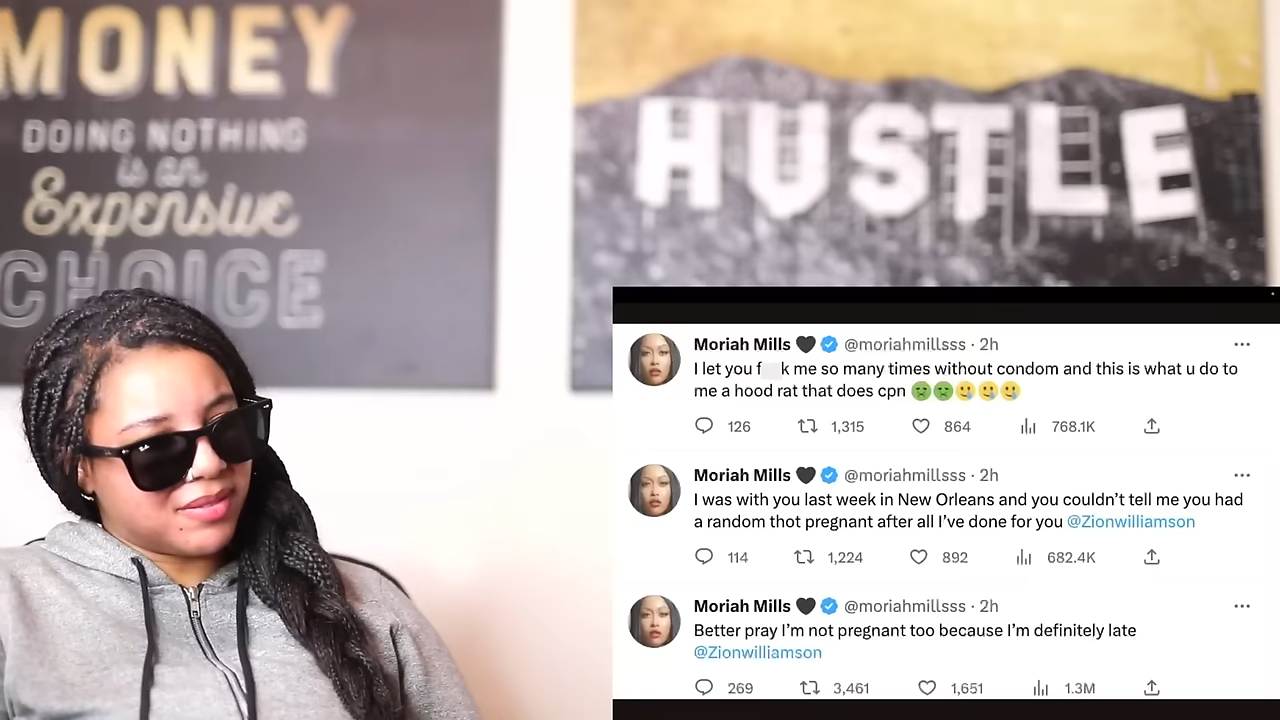 MONEY
DOING NOTHING
is an
Expensive
CHOICE
HUSTLE
Ray-Ban
Moriah Mills 🖤 @moriahmillsss · 2h
I let you f k me so many times without condom and this is what u do to
me a hood rat that does cpn 🤢🤢🥲🥲🥲
126 1,315 864 768.1K
Moriah Mills 🖤 @moriahmillsss · 2h
I was with you last week in New Orleans and you couldn’t tell me you had
a random thot pregnant after all I’ve done for you @Zionwilliamson
114 1,224 892 682.4K
Moriah Mills 🖤 @moriahmillsss · 2h
Better pray I’m not pregnant too because I’m definitely late
@Zionwilliamson
269 3,461 1,651 1.3M